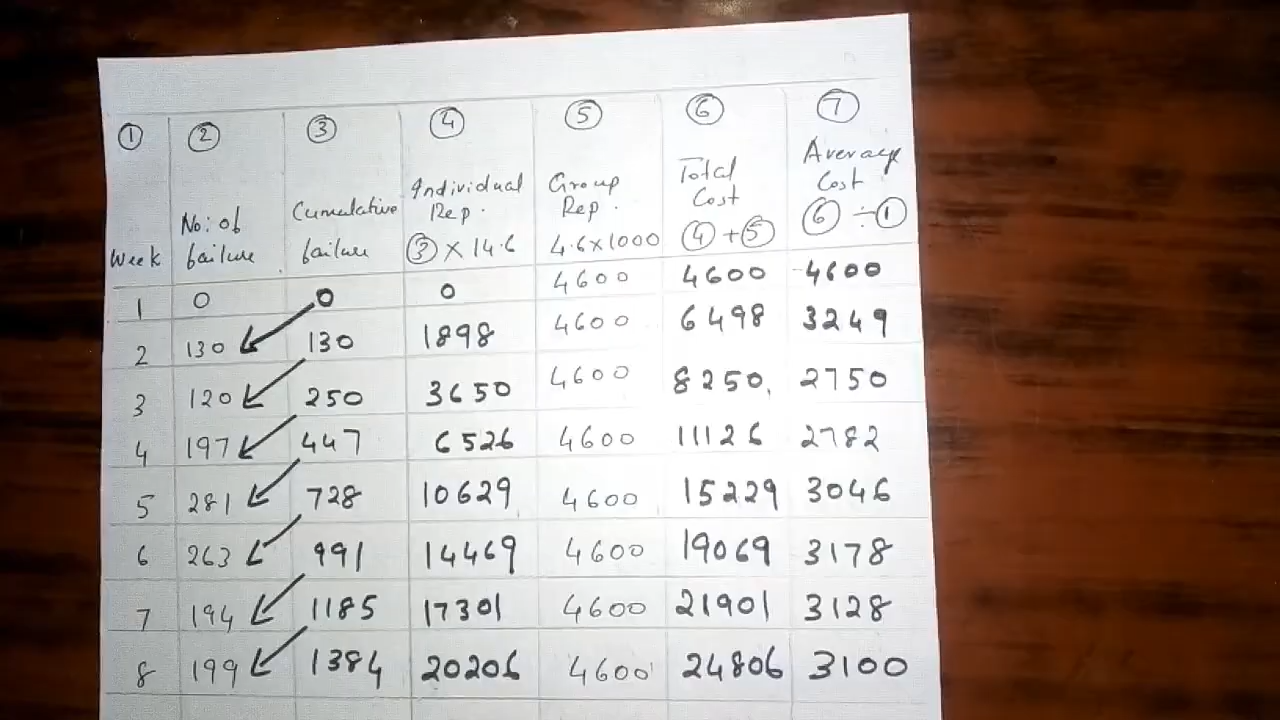 ① ② ③ ④ ⑤ ⑥ ⑦
Week No: of failure Cumulative failure Individual Rep. ③ × 14.6 Group Rep. 4.6×1000 Total Cost ④ + ⑤ Average Cost ⑥ ÷ ①
1 0 0 0 4600 4600 4600
2 130 130 1898 4600 6498 3249
3 120 250 3650 4600 8250 2750
4 197 447 6526 4600 11126 2782
5 281 728 10629 4600 15229 3046
6 263 991 14469 4600 19069 3178
7 194 1185 17301 4600 21901 3128
8 199 1384 20206 4600 24806 3100